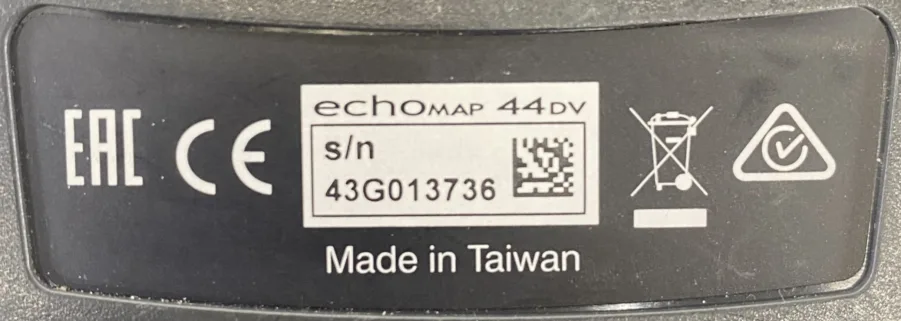 EAC CE
echoMAP 44DV
s/n
43G013736
Made in Taiwan